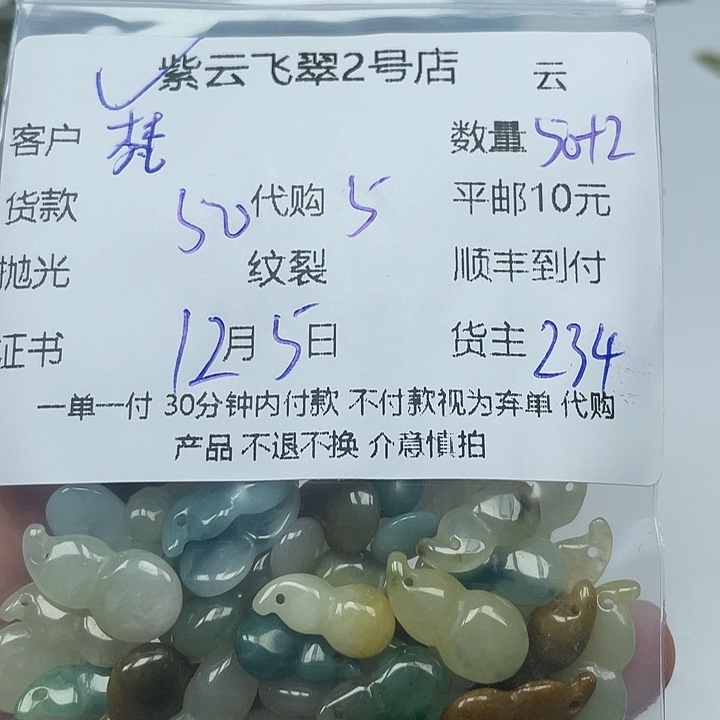 紫云飞翠2号店 云
客户 数量 50+2
货款 50 代购 5 平邮10元
抛光 纹裂 顺丰到付
证书 12月5日 货主 234
一单一付 30分钟内付款 不付款视为弃单 代购
产品 不退不换 介意慎拍